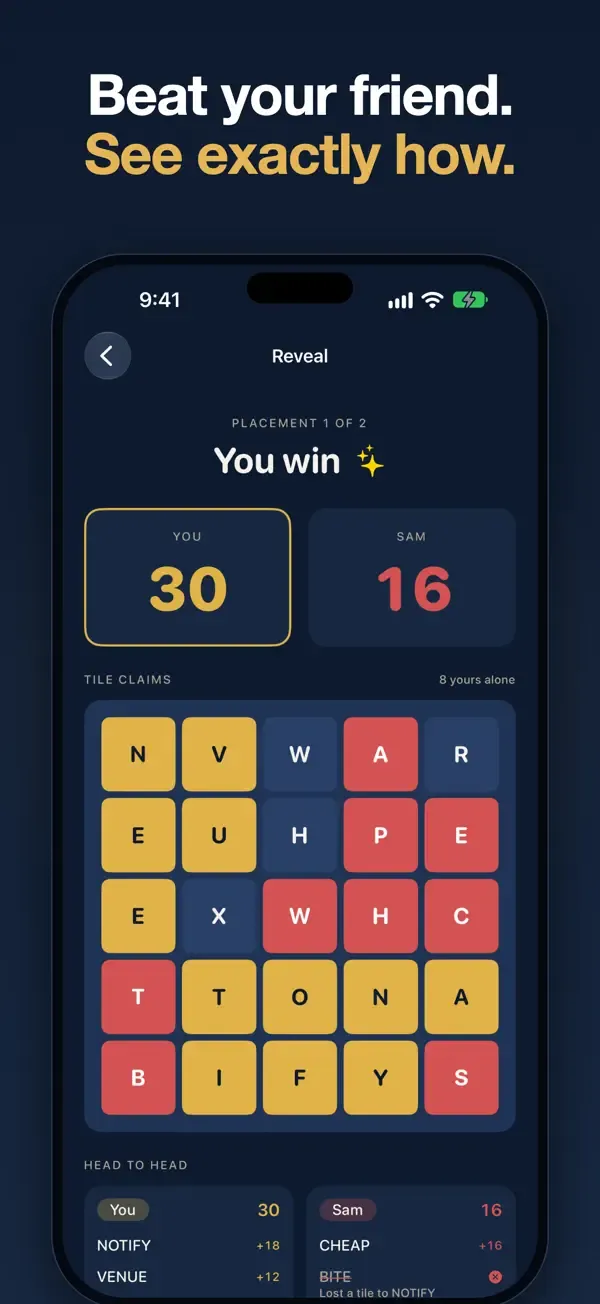 Beat your friend.
See exactly how.
9:41
Reveal
PLACEMENT 1 OF 2
You win ✨
YOU SAM
30 16
TILE CLAIMS 8 yours alone
N V W A R
E U H P E
E X W H C
T T O N A
B I F Y S
HEAD TO HEAD
You 30 Sam 16
NOTIFY +18 CHEAP +16
VENUE +12 BITE
Lost a tile to NOTIFY